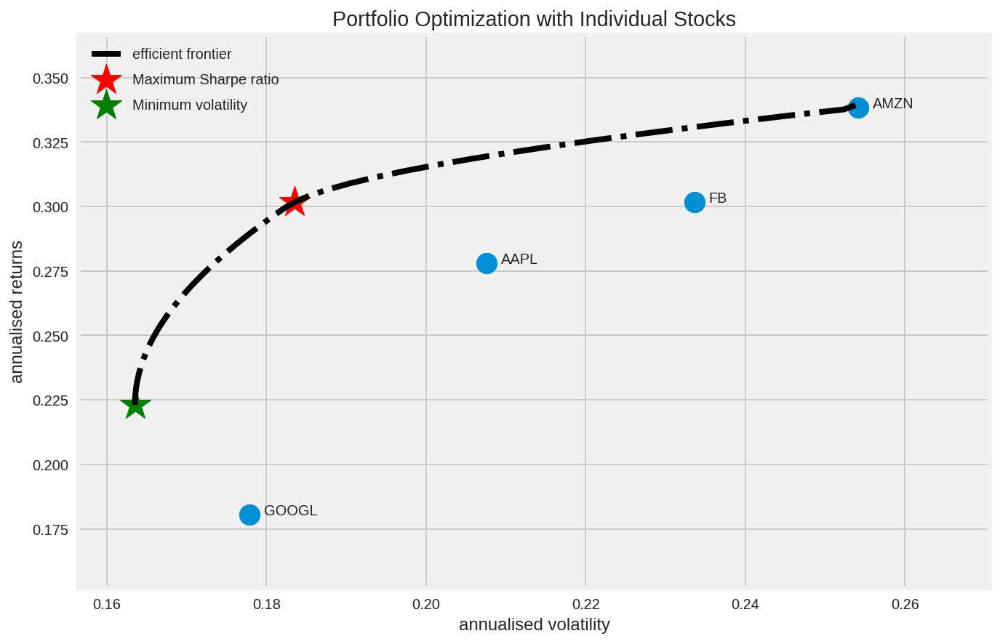 Portfolio Optimization with Individual Stocks
efficient frontier
Maximum Sharpe ratio
Minimum volatility
0.350
0.325
0.300
0.275
0.250
0.225
0.200
0.175
annualised returns
AMZN
FB
AAPL
GOOGL
0.16
0.18
0.20
0.22
0.24
0.26
annualised volatility